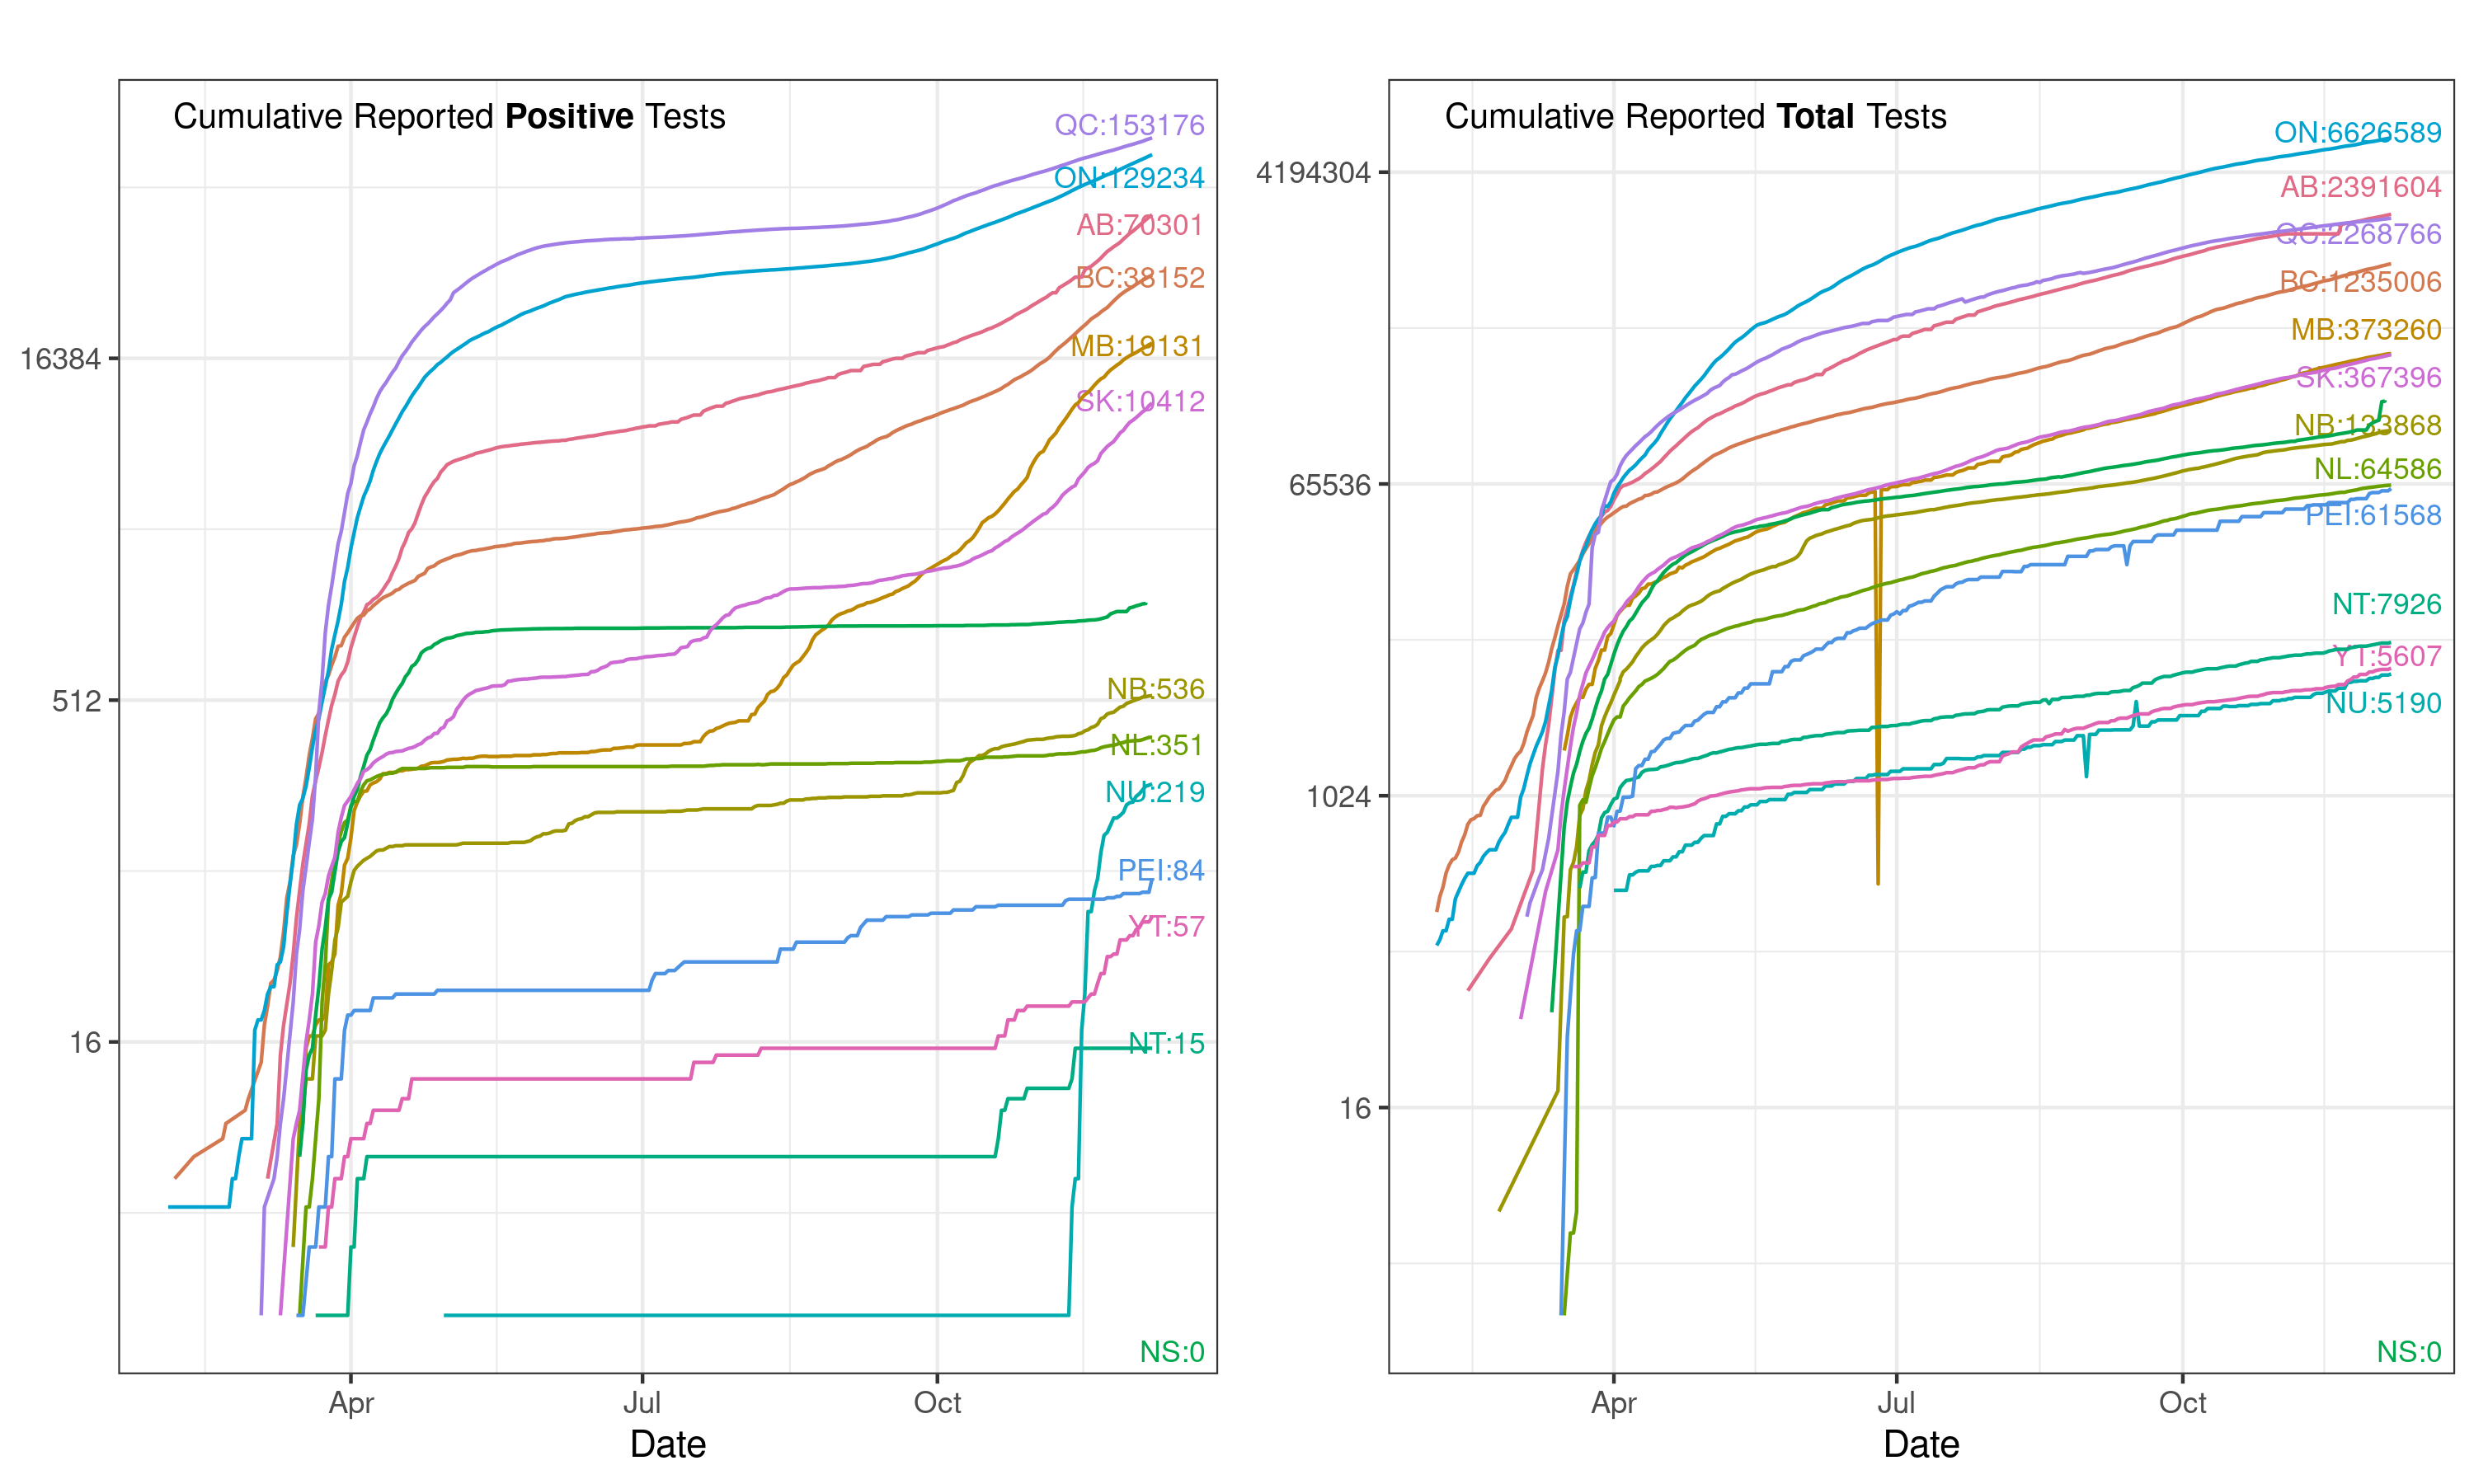 Cumulative Reported Positive Tests
QC:153176
ON:129234
AB:70301
BC:38152
MB:19131
SK:10412
NB:536
NL:351
NU:219
PEI:84
YT:57
NT:15
NS:0
16384
512
16
Apr
Jul
Oct
Date
Cumulative Reported Total Tests
ON:6626589
AB:2391604
QC:2268766
BC:1235006
MB:373260
SK:367396
NB:133868
NL:64586
PEI:61568
NT:7926
YT:5607
NU:5190
NS:0
4194304
65536
1024
16
Apr
Jul
Oct
Date